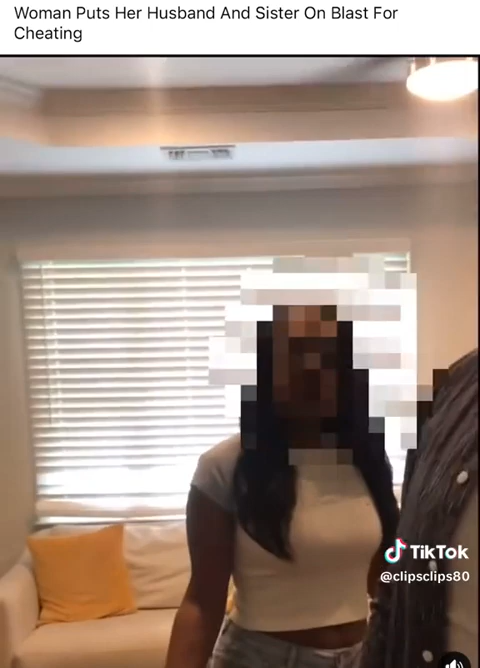 Woman Puts Her Husband And Sister On Blast For
Cheating
TikTok
@clipsclips80